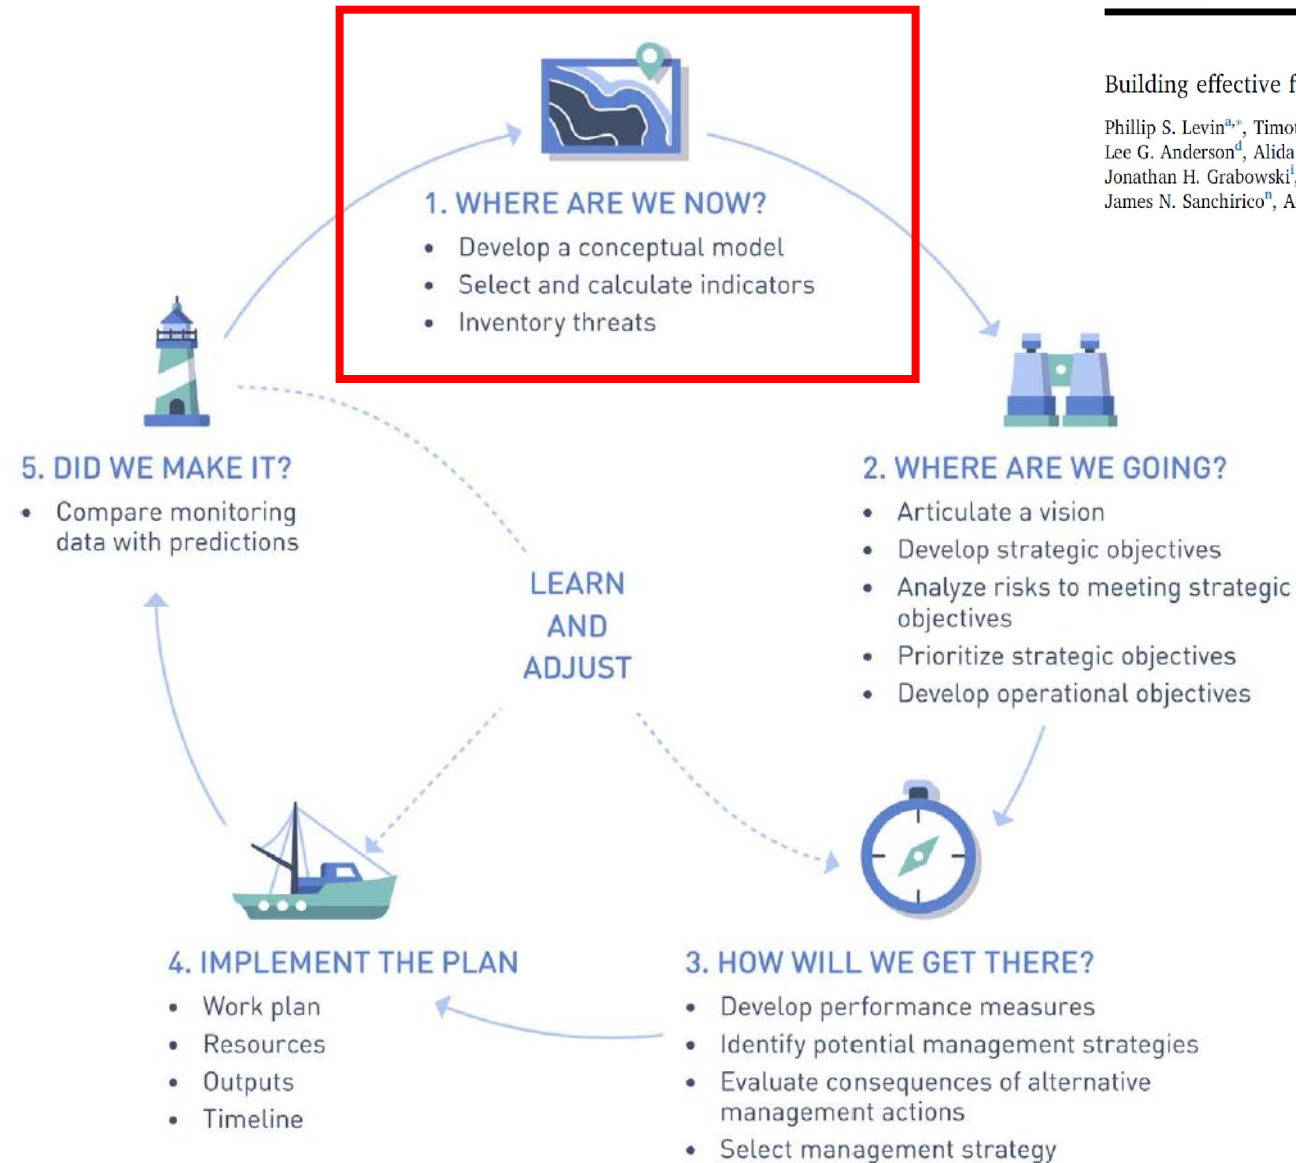 Building effective f
Phillip S. Levin a,*, Timot
Lee G. Anderson d, Alida
Jonathan H. Grabowski i,
James N. Sanchirico n, A
1. WHERE ARE WE NOW?
• Develop a conceptual model
• Select and calculate indicators
• Inventory threats
2. WHERE ARE WE GOING?
• Articulate a vision
• Develop strategic objectives
• Analyze risks to meeting strategic
objectives
• Prioritize strategic objectives
• Develop operational objectives
3. HOW WILL WE GET THERE?
• Develop performance measures
• Identify potential management strategies
• Evaluate consequences of alternative
management actions
• Select management strategy
4. IMPLEMENT THE PLAN
• Work plan
• Resources
• Outputs
• Timeline
5. DID WE MAKE IT?
• Compare monitoring
data with predictions
LEARN
AND
ADJUST